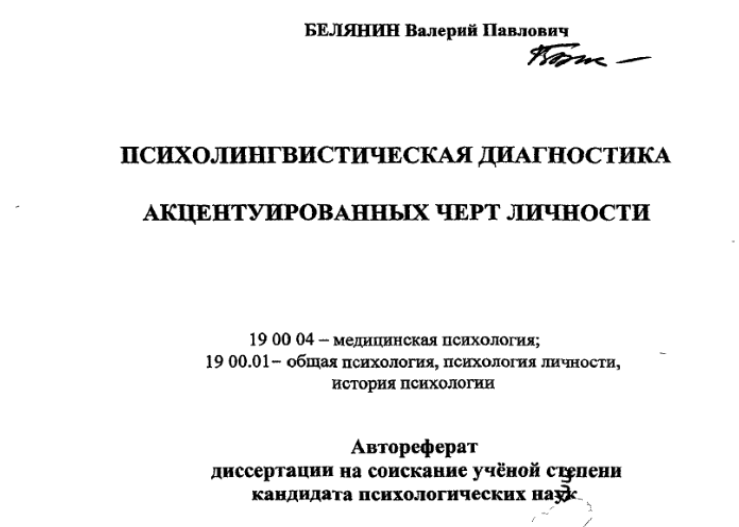 БЕЛЯНИН Валерий Павлович
ПСИХОЛИНГВИСТИЧЕСКАЯ ДИАГНОСТИКА
АКЦЕНТУИРОВАННЫХ ЧЕРТ ЛИЧНОСТИ
19 00 04 – медицинская психология;
19 00.01– общая психология, психология личности,
история психологии
Автореферат
диссертации на соискание учёной степени
кандидата психологических наук